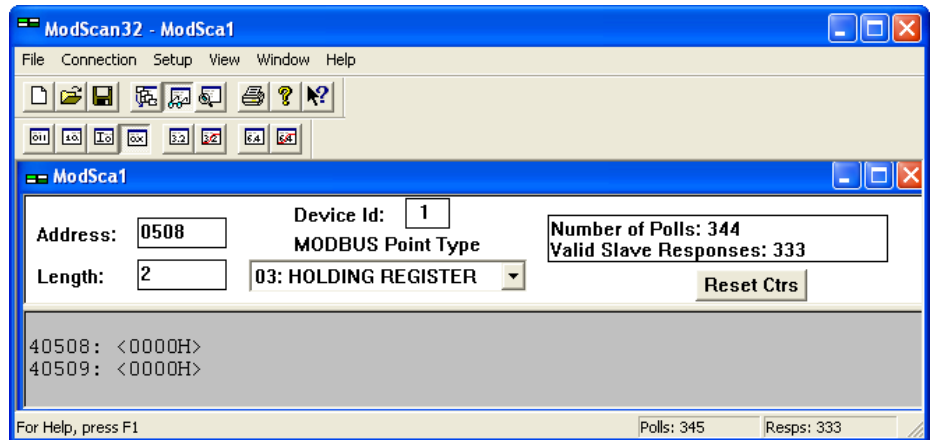 ModScan32 - ModSca1
File Connection Setup View Window Help
ModSca1
Address: 0508
Device Id: 1
MODBUS Point Type
Length: 2
03: HOLDING REGISTER
Number of Polls: 344
Valid Slave Responses: 333
Reset Ctrs
40508: <0000H>
40509: <0000H>
For Help, press F1
Polls: 345
Resps: 333